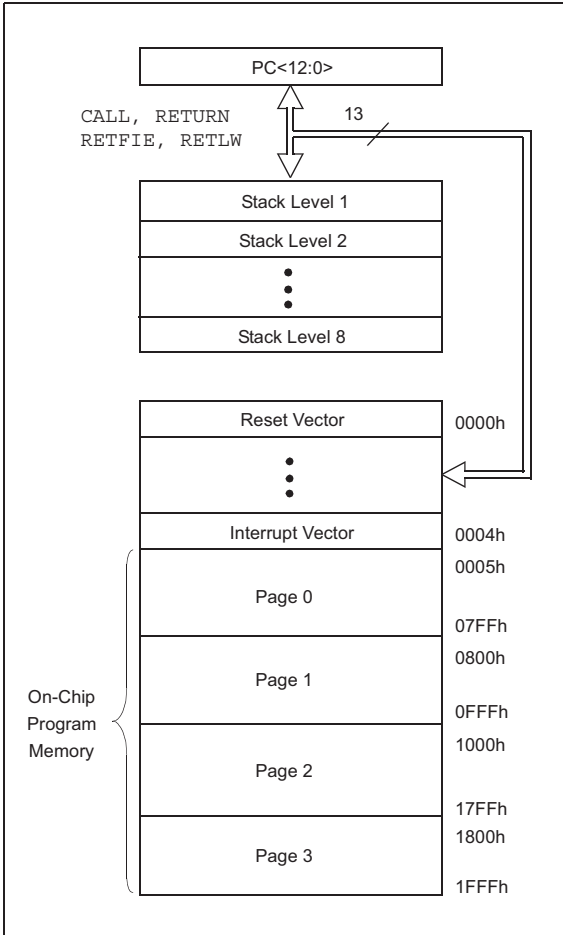 PC<12:0>
CALL, RETURN
RETFIE, RETLW
13
Stack Level 1
Stack Level 2
Stack Level 8
Reset Vector
0000h
Interrupt Vector
0004h
0005h
Page 0
07FFh
0800h
Page 1
0FFFh
On-Chip
Program
Memory
1000h
Page 2
17FFh
1800h
Page 3
1FFFh